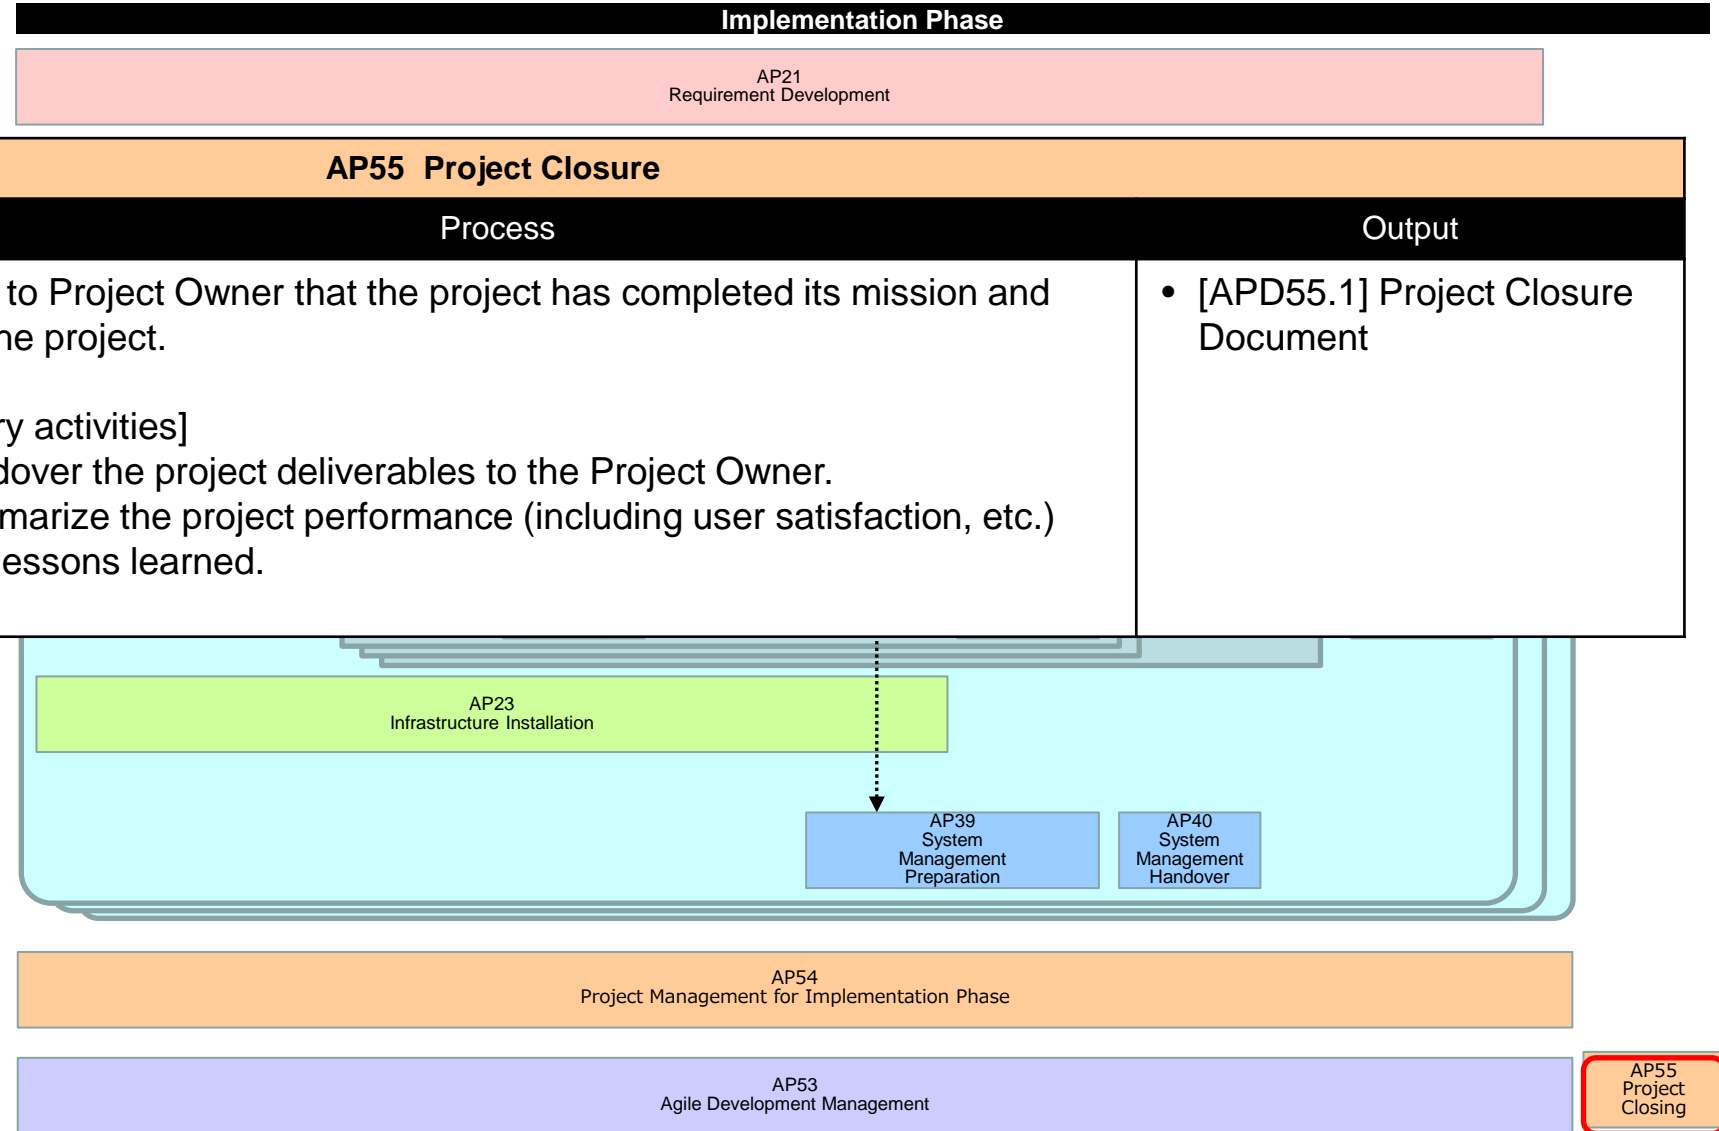 Implementation Phase
AP21
Requirement Development
AP55 Project Closure
Process
Output
to Project Owner that the project has completed its mission and
he project.
ry activities]
dover the project deliverables to the Project Owner.
marize the project performance (including user satisfaction, etc.)
lessons learned.
• [APD55.1] Project Closure
Document
AP23
Infrastructure Installation
AP39
System
Management
Preparation
AP40
System
Management
Handover
AP54
Project Management for Implementation Phase
AP53
Agile Development Management
AP55
Project
Closing